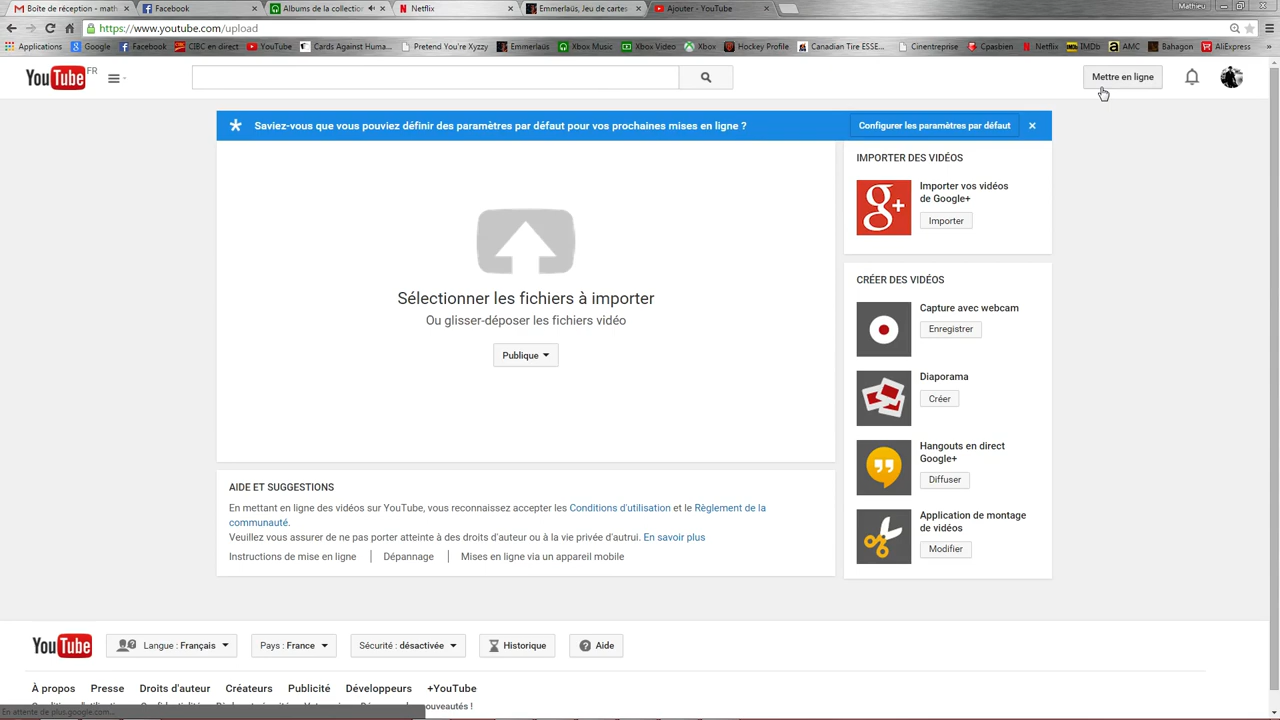 Boîte de réception - math
Facebook
Albums de la collection
Netflix
Emmerlaüs, Jeu de cartes
Ajouter - YouTube
Mathieu
https://www.youtube.com/upload
Applications
Google
Facebook
CIBC en direct
YouTube
Cards Against Huma...
Pretend You're Xyzzy
Emmerlaüs
Xbox Music
Xbox Video
Xbox
Hockey Profile
Canadian Tire ESSE...
Cinentreprise
Cpasbien
Netflix
IMDb
AMC
Bahagon
AliExpress
»
YouTube FR
Mettre en ligne
Saviez-vous que vous pouviez définir des paramètres par défaut pour vos prochaines mises en ligne ?
Configurer les paramètres par défaut
Sélectionner les fichiers à importer
Ou glisser-déposer les fichiers vidéo
Publique
IMPORTER DES VIDÉOS
g+
Importer vos vidéos
de Google+
Importer
CRÉER DES VIDÉOS
Capture avec webcam
Enregistrer
Diaporama
Créer
Hangouts en direct
Google+
Diffuser
Application de montage
de vidéos
Modifier
AIDE ET SUGGESTIONS
En mettant en ligne des vidéos sur YouTube, vous reconnaissez accepter les Conditions d'utilisation et le Règlement de la
communauté.
Veuillez vous assurer de ne pas porter atteinte à des droits d'auteur ou à la vie privée d'autrui. En savoir plus
Instructions de mise en ligne
Dépannage
Mises en ligne via un appareil mobile
YouTube
Langue : Français
Pays : France
Sécurité : désactivée
Historique
Aide
À propos
Presse
Droits d'auteur
Créateurs
Publicité
Développeurs
+YouTube
En attente de plus.google.com...